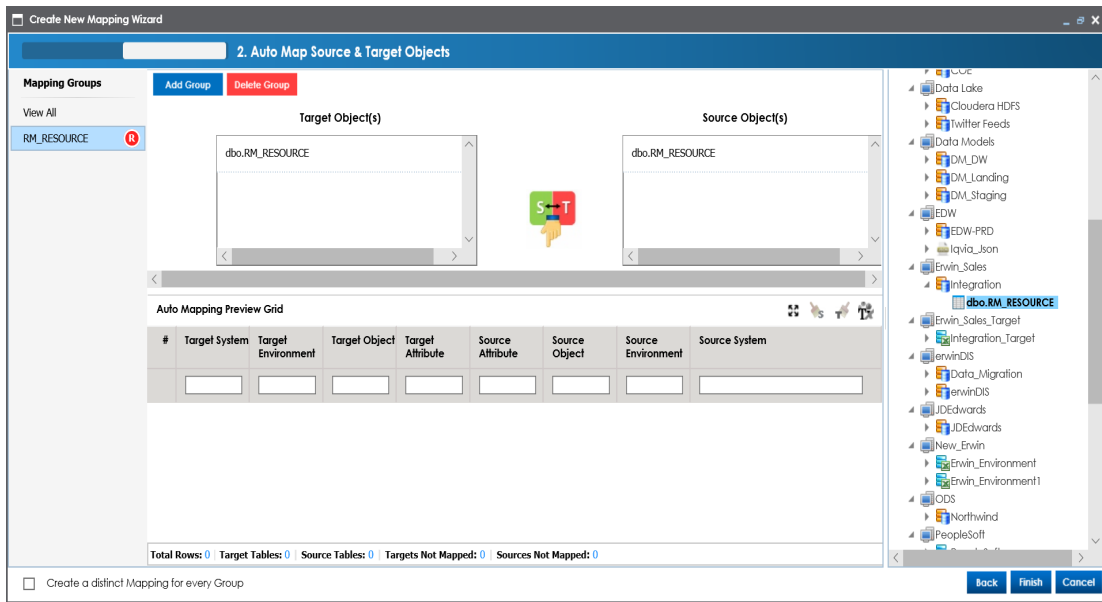 Create New Mapping Wizard
2. Auto Map Source & Target Objects
Mapping Groups
View All
RM_RESOURCE R
Add Group Delete Group
Target Object(s) Source Object(s)
dbo.RM_RESOURCE dbo.RM_RESOURCE
S T
Auto Mapping Preview Grid
S T Tx
# Target System Target Environment Target Object Target Attribute Source Attribute Source Object Source Environment Source System
Total Rows: 0 Target Tables: 0 Source Tables: 0 Targets Not Mapped: 0 Sources Not Mapped: 0
COE
Data Lake
Cloudera HDFS
Twitter Feeds
Data Models
DM_DW
DM_Landing
DM_Staging
EDW
EDW-PRD
Iqvia_Json
Erwin_Sales
Integration
dbo.RM_RESOURCE
Erwin_Sales_Target
Integration_Target
erwinDIS
Data_Migration
erwinDIS
JDEdwards
JDEdwards
New_Erwin
Erwin_Environment
Erwin_Environment1
ODS
Northwind
PeopleSoft
Create a distinct Mapping for every Group
Back Finish Cancel